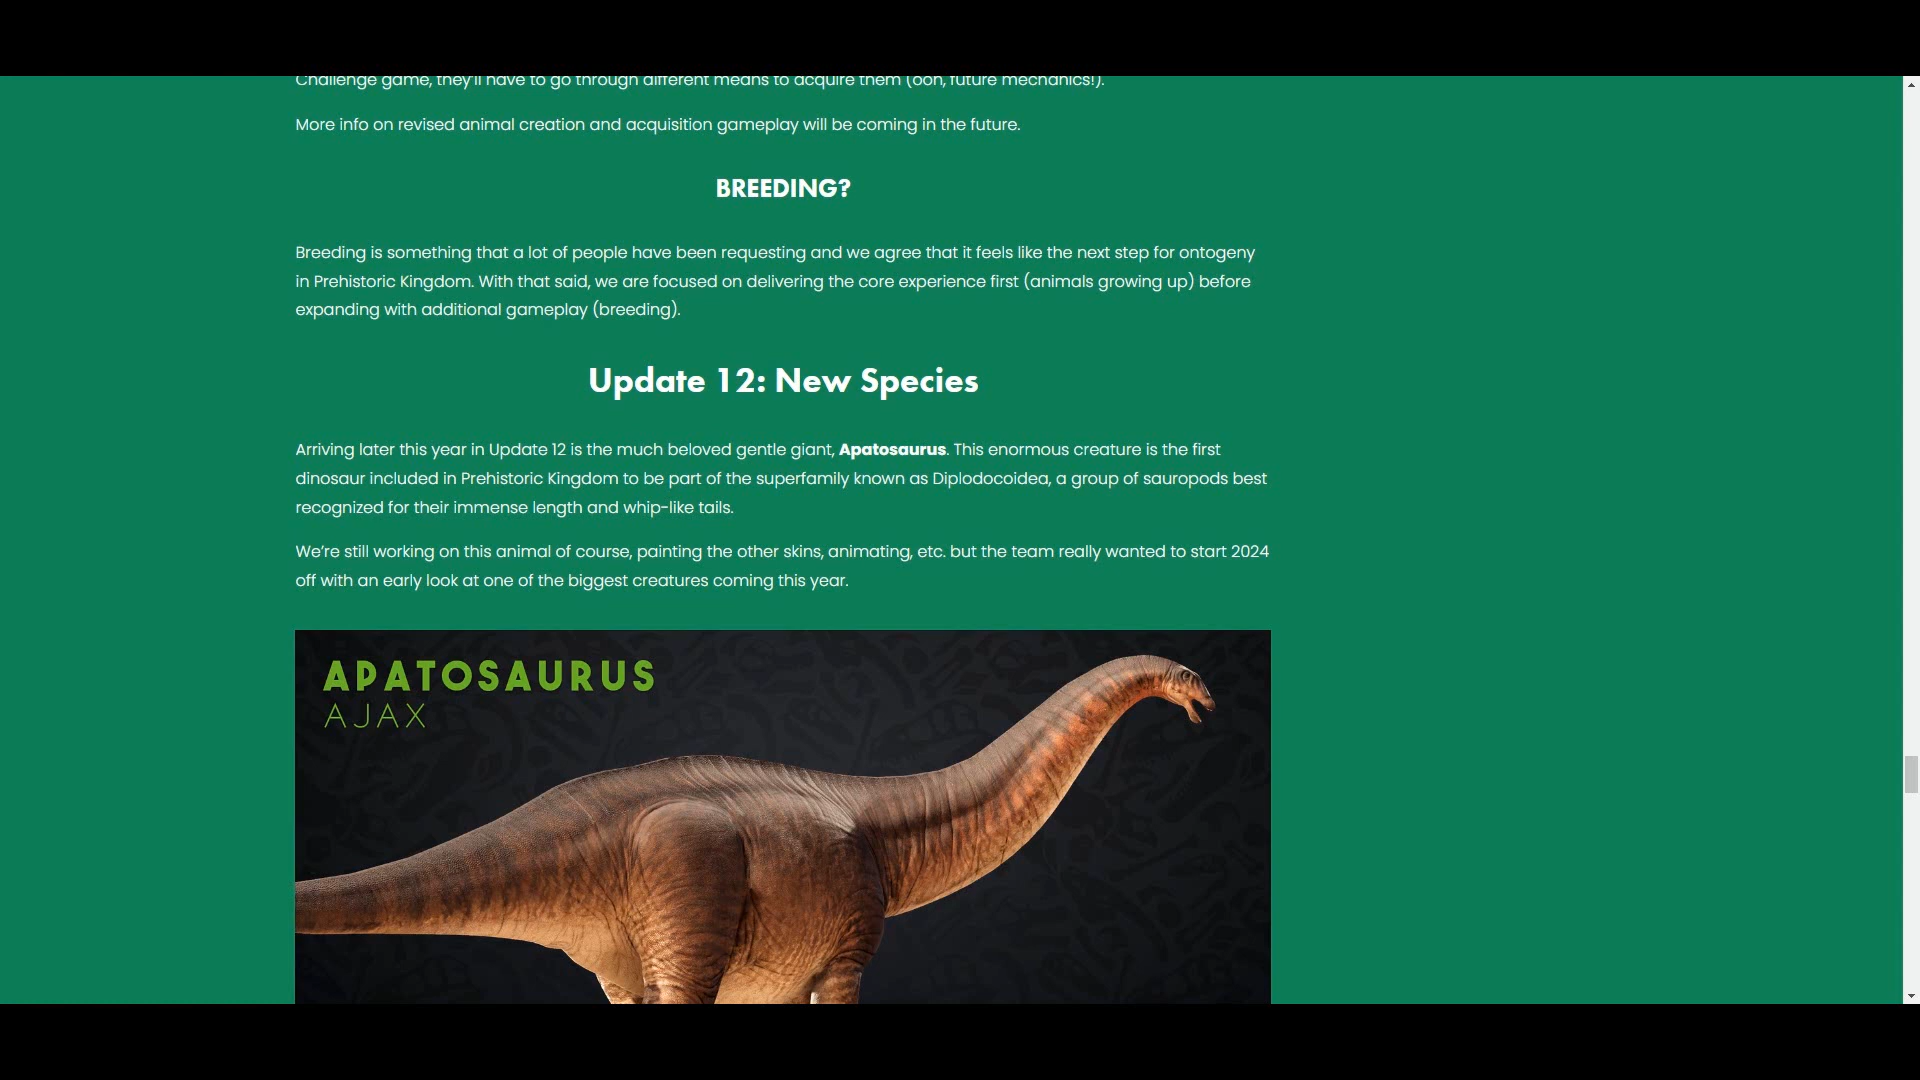 Challenge game, they'll have to go through different means to acquire them (ooh, future mechanics!).
More info on revised animal creation and acquisition gameplay will be coming in the future.
BREEDING?
Breeding is something that a lot of people have been requesting and we agree that it feels like the next step for ontogeny
in Prehistoric Kingdom. With that said, we are focused on delivering the core experience first (animals growing up) before
expanding with additional gameplay (breeding).
Update 12: New Species
Arriving later this year in Update 12 is the much beloved gentle giant, Apatosaurus. This enormous creature is the first
dinosaur included in Prehistoric Kingdom to be part of the superfamily known as Diplodocoidea, a group of sauropods best
recognized for their immense length and whip-like tails.
We're still working on this animal of course, painting the other skins, animating, etc. but the team really wanted to start 2024
off with an early look at one of the biggest creatures coming this year.
APATOSAURUS
AJAX